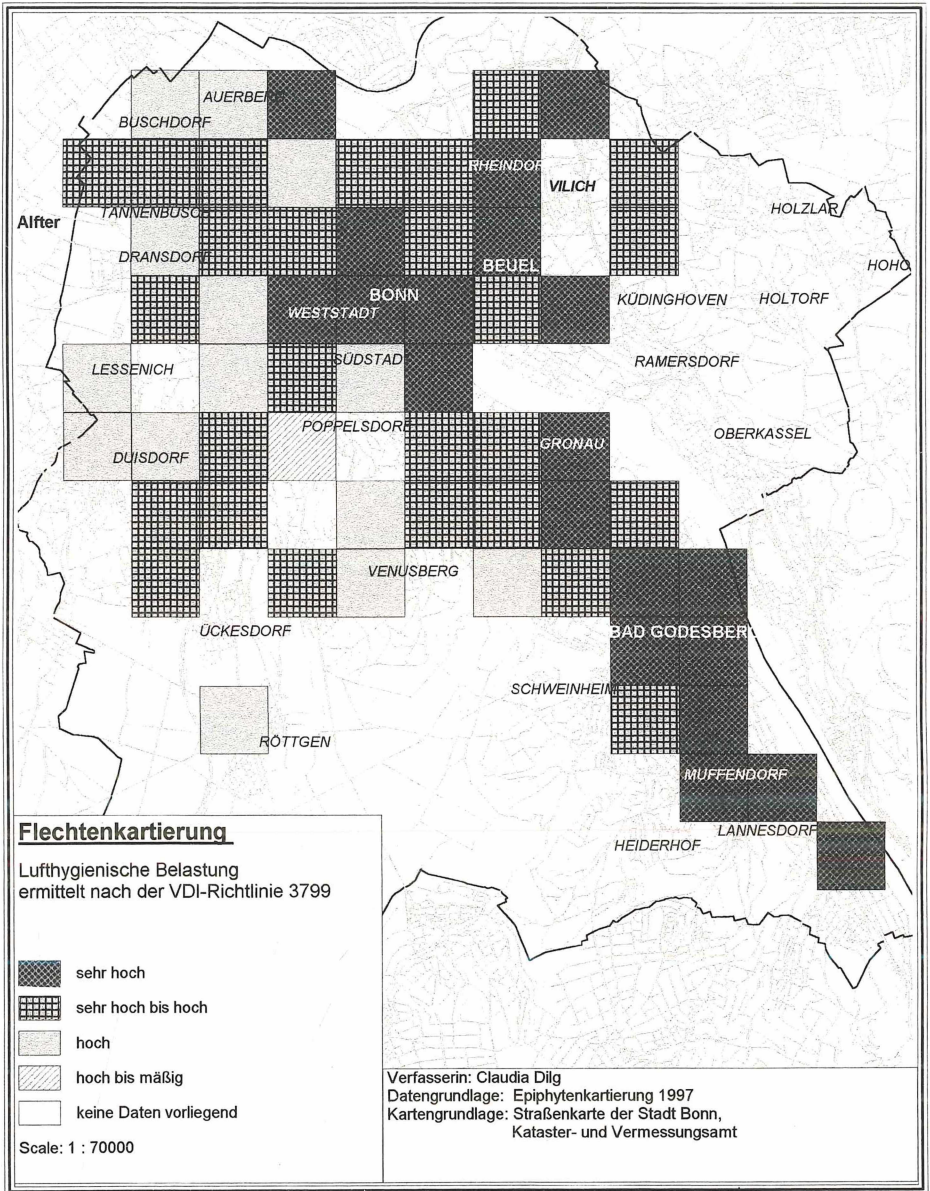 AUERBERG
BUSCHDORF
RHEINDORF
VILICH
Alfter
TANNENBUSCH
HOLZLAR
DRANSDORF
BEUEL
HOHO
BONN
WESTSTADT
KÜDINGHOVEN
HOLTORF
SÜDSTADT
LESSENICH
RAMERSDORF
POPPELSDORF
GRONAU
OBERKASSEL
DUISDORF
VENUSBERG
ÜCKESDORF
BAD GODESBERG
SCHWEINHEIM
RÖTTGEN
MUFFENDORF
LANNESDORF
HEIDERHOF
Flechtenkartierung
Lufthygienische Belastung
ermittelt nach der VDI-Richtlinie 3799
sehr hoch
sehr hoch bis hoch
hoch
hoch bis mäßig
keine Daten vorliegend
Scale: 1 : 70000
Verfasserin: Claudia Dilg
Datengrundlage: Epiphytenkartierung 1997
Kartengrundlage: Straßenkarte der Stadt Bonn,
Kataster- und Vermessungsamt